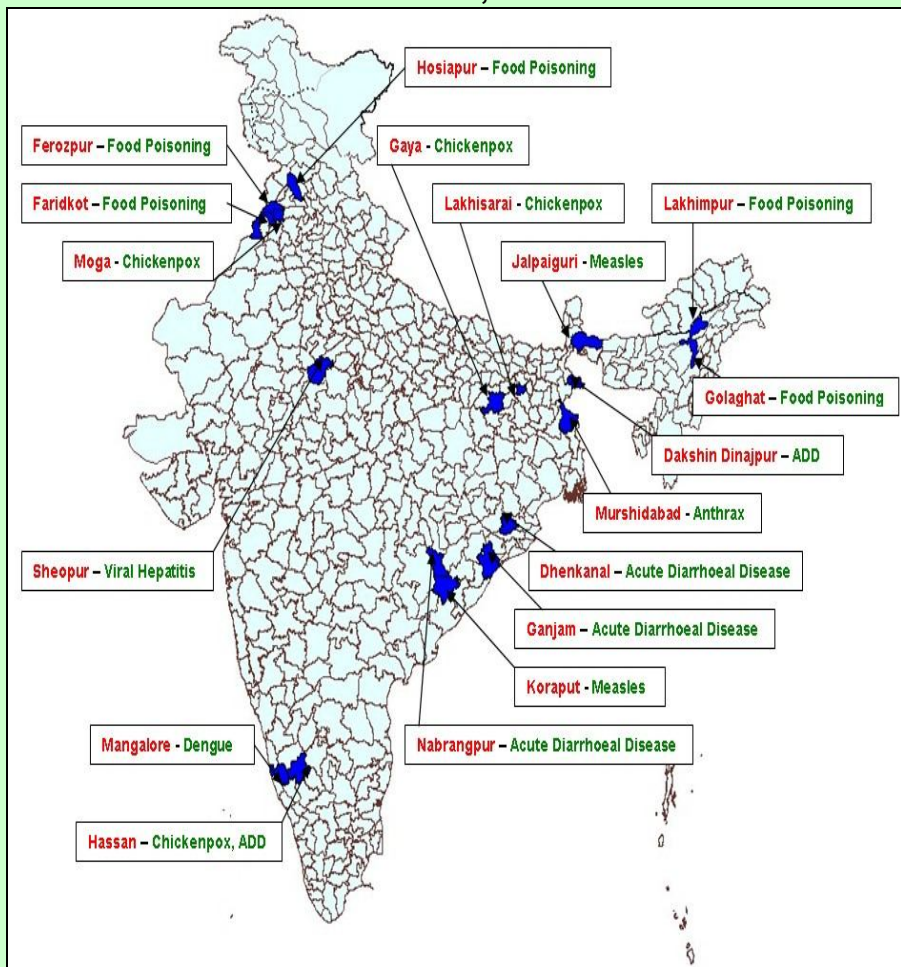 Hosiapur – Food Poisoning
Ferozpur – Food Poisoning
Gaya - Chickenpox
Faridkot – Food Poisoning
Lakhisarai - Chickenpox
Lakhimpur – Food Poisoning
Moga - Chickenpox
Jalpaiguri - Measles
Golaghat – Food Poisoning
Dakshin Dinajpur – ADD
Murshidabad - Anthrax
Sheopur – Viral Hepatitis
Dhenkanal – Acute Diarrhoeal Disease
Ganjam – Acute Diarrhoeal Disease
Koraput - Measles
Mangalore - Dengue
Nabrangpur – Acute Diarrhoeal Disease
Hassan – Chickenpox, ADD